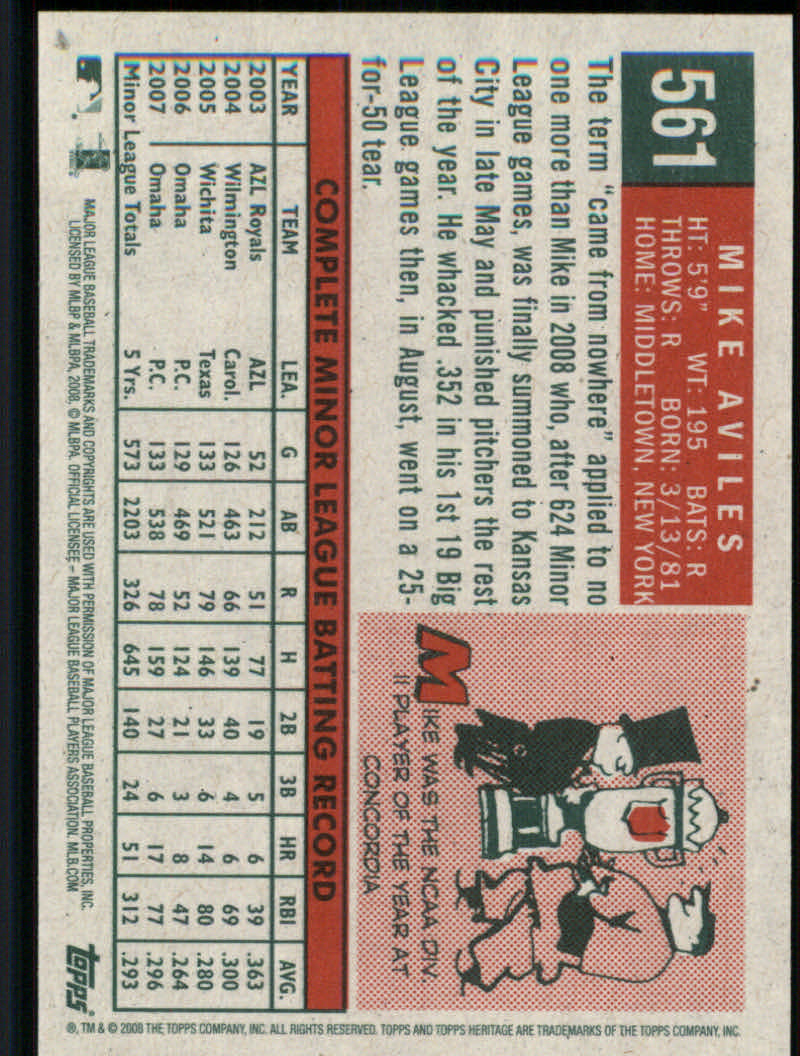 561
MIKE AVILES
HT: 5'9" WT: 195 BATS: R
THROWS: R BORN: 3/13/81
HOME: MIDDLETOWN, NEW YORK
The term "came from nowhere" applied to no
one more than Mike in 2008 who, after 624 Minor
League games, was finally summoned to Kansas
City in late May and punished pitchers the rest
of the year. He whacked .352 in his 1st 19 Big
League games then, in August, went on a 25-
for-50 tear.
MIKE WAS THE NCAA DIV.
II PLAYER OF THE YEAR AT
CONCORDIA
COMPLETE MINOR LEAGUE BATTING RECORD
YEAR TEAM LEA. G AB R H 2B 3B HR RBI AVG.
2003 AZL Royals AZL 52 212 51 77 19 5 6 39 .363
2004 Wilmington Carol. 126 463 66 139 40 4 6 69 .300
2005 Wichita Texas 133 521 79 146 33 6 14 80 .280
2006 Omaha P.C. 129 469 52 124 21 3 8 47 .264
2007 Omaha P.C. 133 538 78 159 27 6 17 77 .296
Minor League Totals 5 Yrs. 573 2203 326 645 140 24 51 312 .293
MAJOR LEAGUE BASEBALL TRADEMARKS AND COPYRIGHTS ARE USED WITH PERMISSION OF MAJOR LEAGUE BASEBALL PROPERTIES, INC.
LICENSED BY MLBP & MLBPA, 2008. © MLBPA. OFFICIAL LICENSEE – MAJOR LEAGUE BASEBALL PLAYERS ASSOCIATION. MLB.COM
topps
®, TM & © 2008 THE TOPPS COMPANY, INC. ALL RIGHTS RESERVED. TOPPS AND TOPPS HERITAGE ARE TRADEMARKS OF THE TOPPS COMPANY, INC.